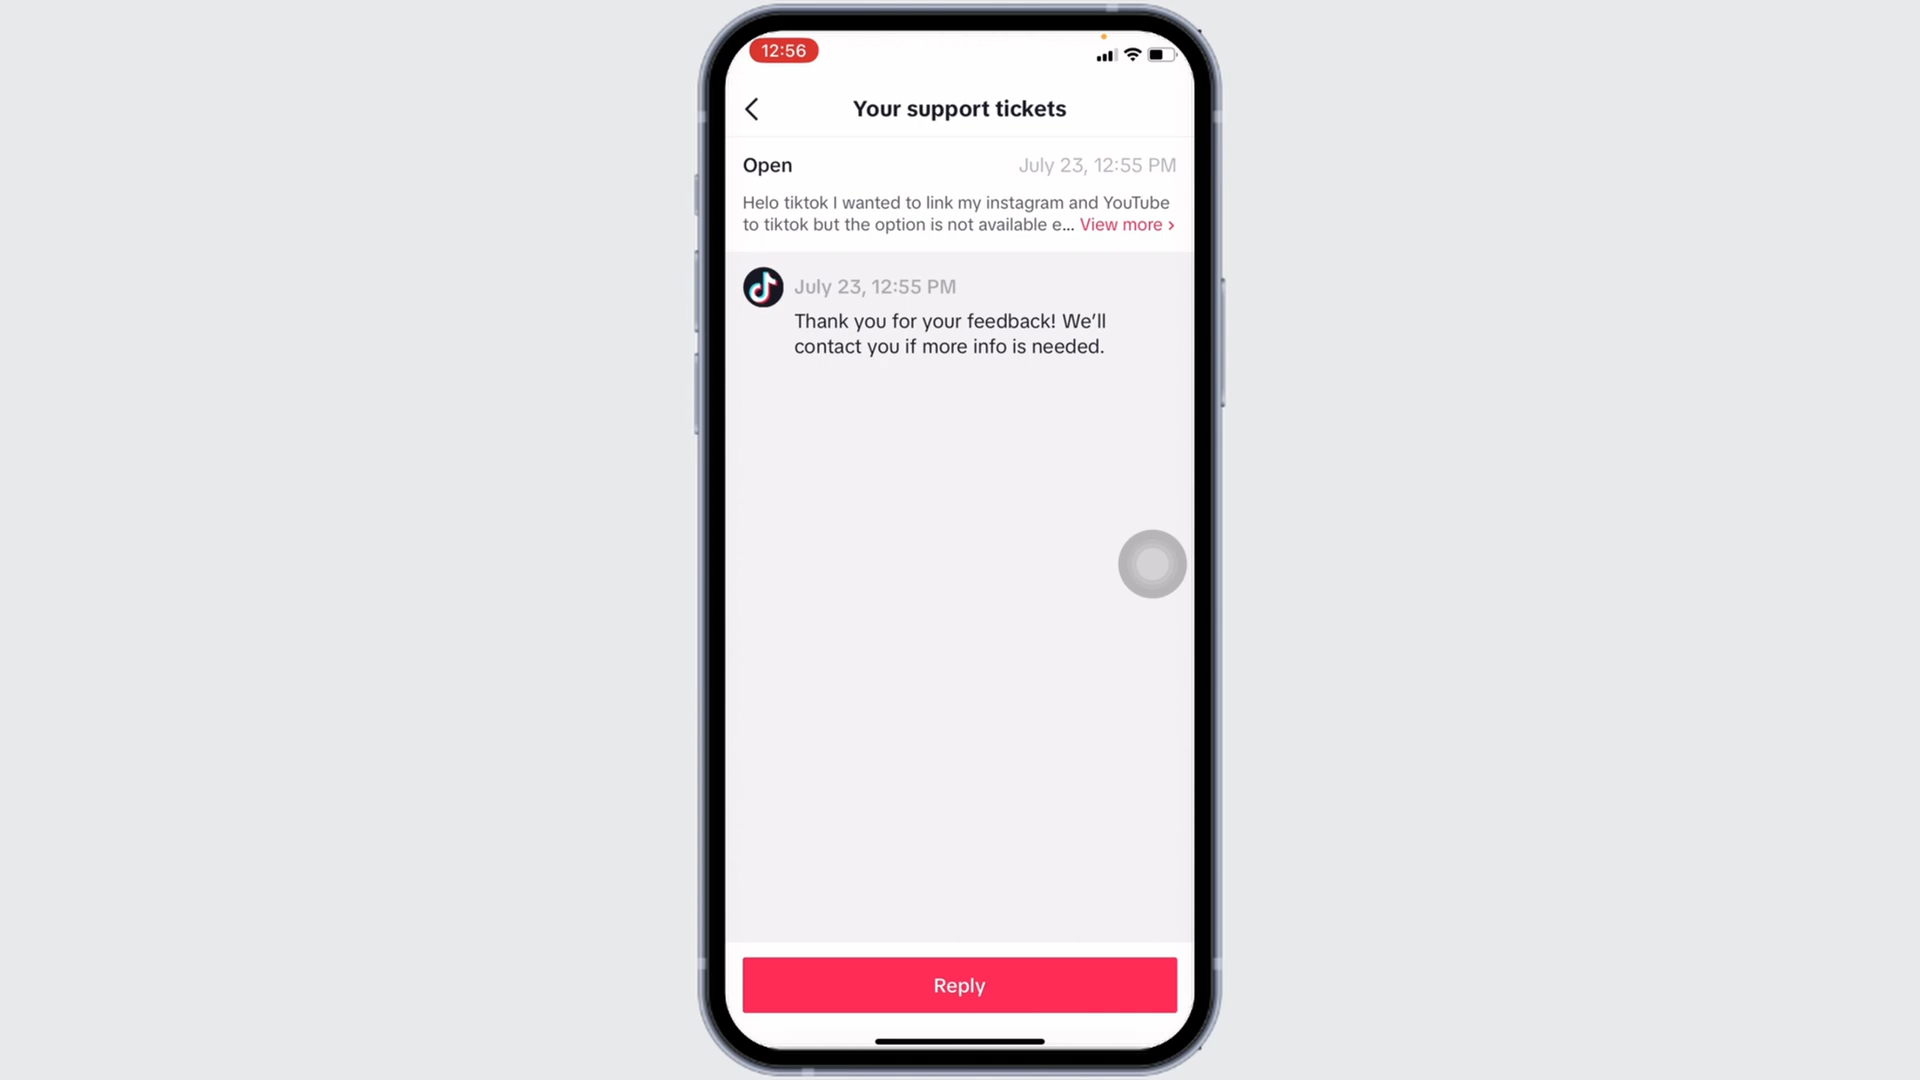 12:56
Your support tickets
Open July 23, 12:55 PM
Helo tiktok I wanted to link my instagram and YouTube
to tiktok but the option is not available e... View more ›
July 23, 12:55 PM
Thank you for your feedback! We’ll
contact you if more info is needed.
Reply